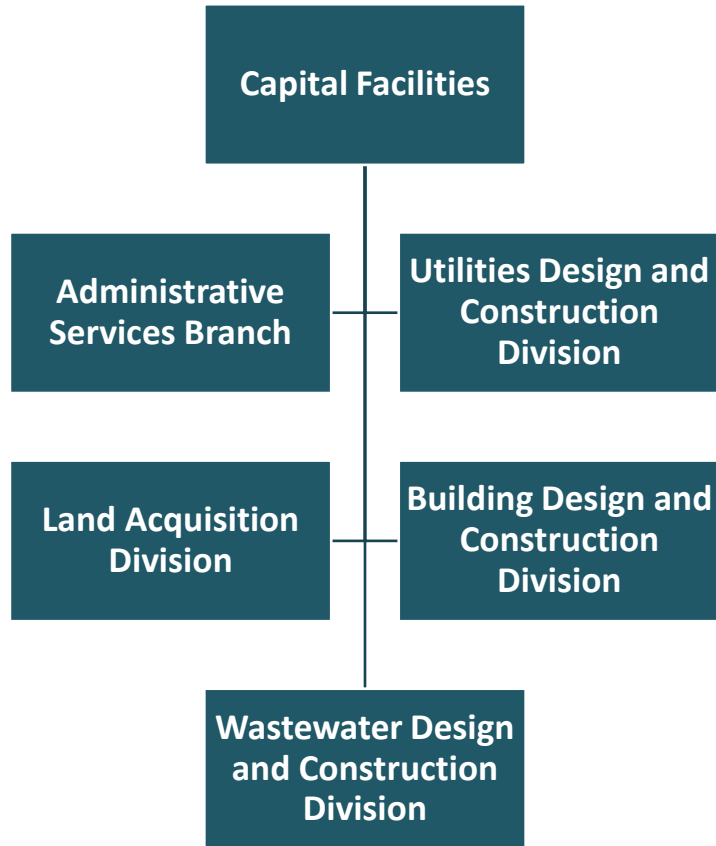 Capital Facilities
Administrative
Services Branch
Utilities Design and
Construction
Division
Land Acquisition
Division
Building Design and
Construction
Division
Wastewater Design
and Construction
Division